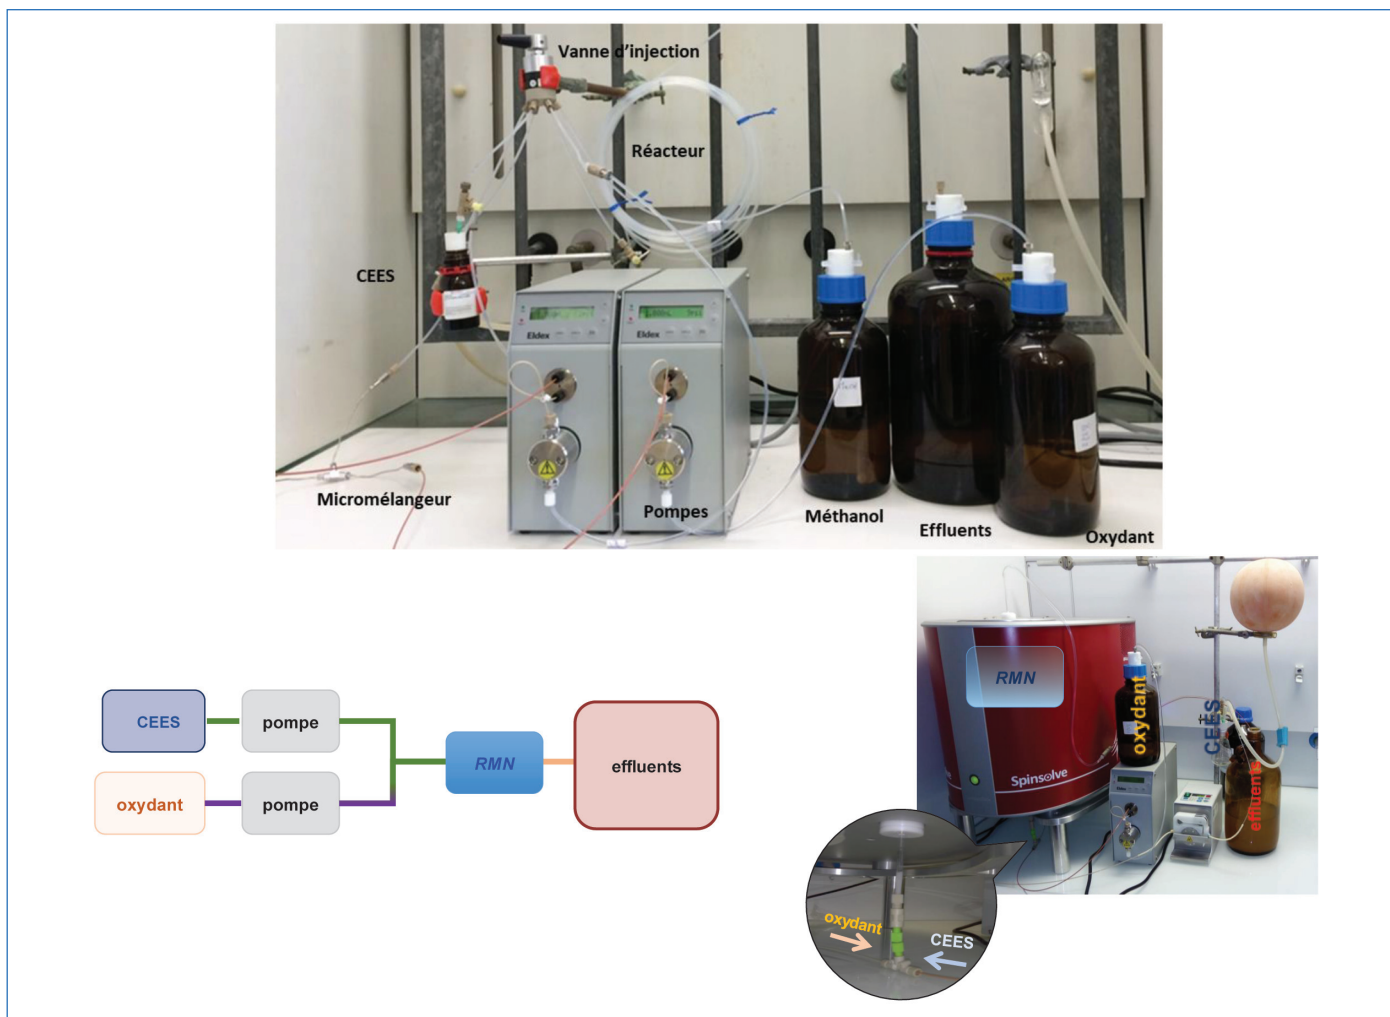 Vanne d'injection
Réacteur
CEES
Eldex
Eldex
Micromélangeur
Pompes
Méthanol
Effluents
Oxydant
CEES
pompe
RMN
effluents
oxydant
pompe
RMN
oxydant
CEES
effluents
Spinsolve
oxydant
CEES